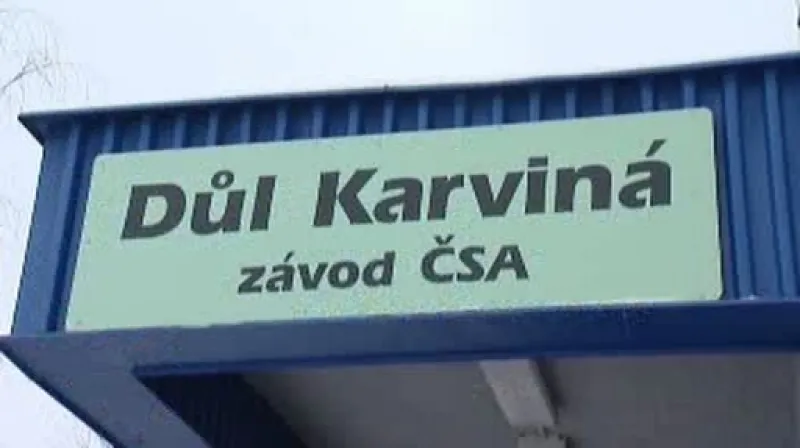 Důl Karviná
závod ČSA